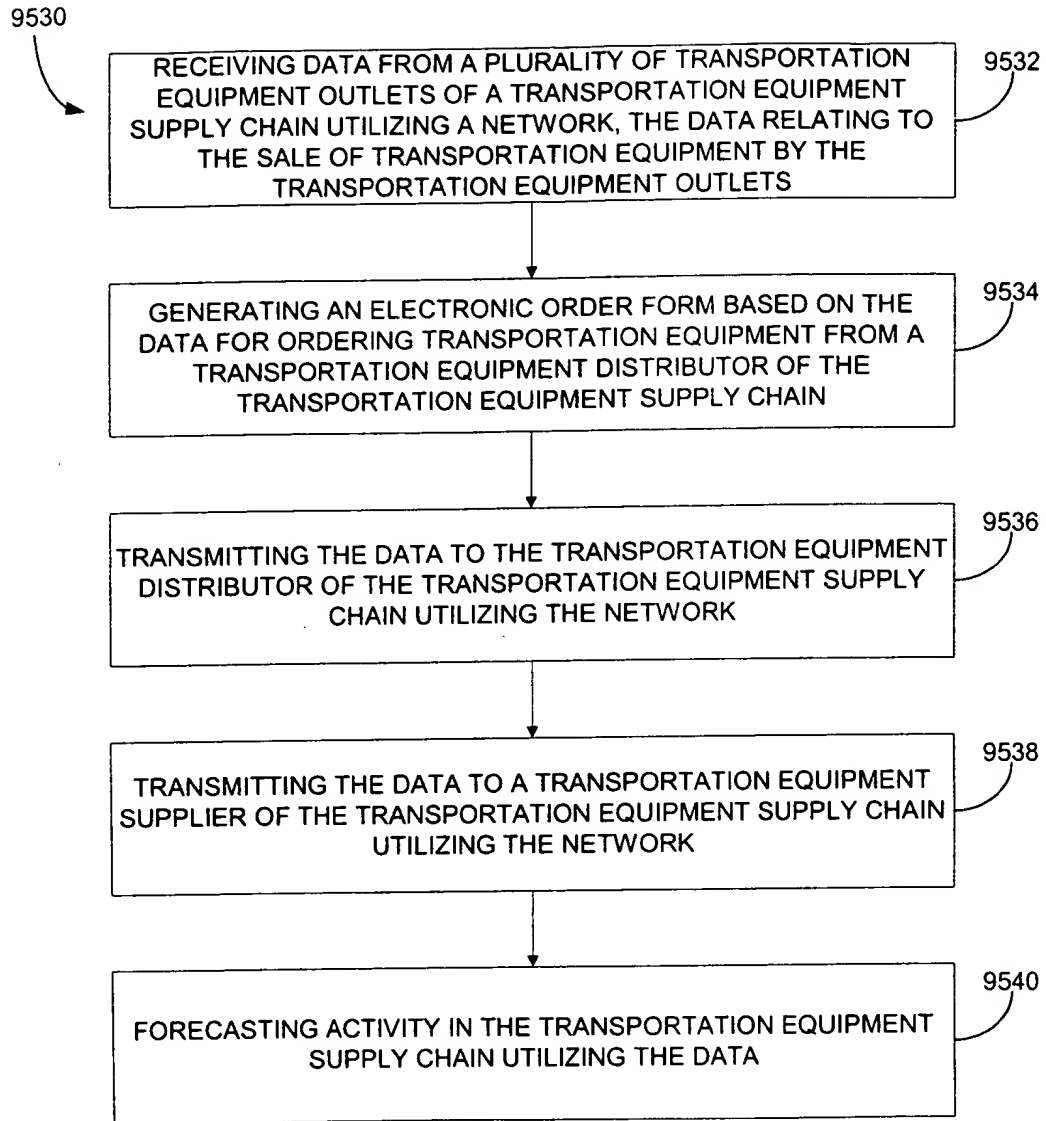 9530
RECEIVING DATA FROM A PLURALITY OF TRANSPORTATION
EQUIPMENT OUTLETS OF A TRANSPORTATION EQUIPMENT
SUPPLY CHAIN UTILIZING A NETWORK, THE DATA RELATING TO
THE SALE OF TRANSPORTATION EQUIPMENT BY THE
TRANSPORTATION EQUIPMENT OUTLETS
9532
GENERATING AN ELECTRONIC ORDER FORM BASED ON THE
DATA FOR ORDERING TRANSPORTATION EQUIPMENT FROM A
TRANSPORTATION EQUIPMENT DISTRIBUTOR OF THE
TRANSPORTATION EQUIPMENT SUPPLY CHAIN
9534
TRANSMITTING THE DATA TO THE TRANSPORTATION EQUIPMENT
DISTRIBUTOR OF THE TRANSPORTATION EQUIPMENT SUPPLY
CHAIN UTILIZING THE NETWORK
9536
TRANSMITTING THE DATA TO A TRANSPORTATION EQUIPMENT
SUPPLIER OF THE TRANSPORTATION EQUIPMENT SUPPLY CHAIN
UTILIZING THE NETWORK
9538
FORECASTING ACTIVITY IN THE TRANSPORTATION EQUIPMENT
SUPPLY CHAIN UTILIZING THE DATA
9540